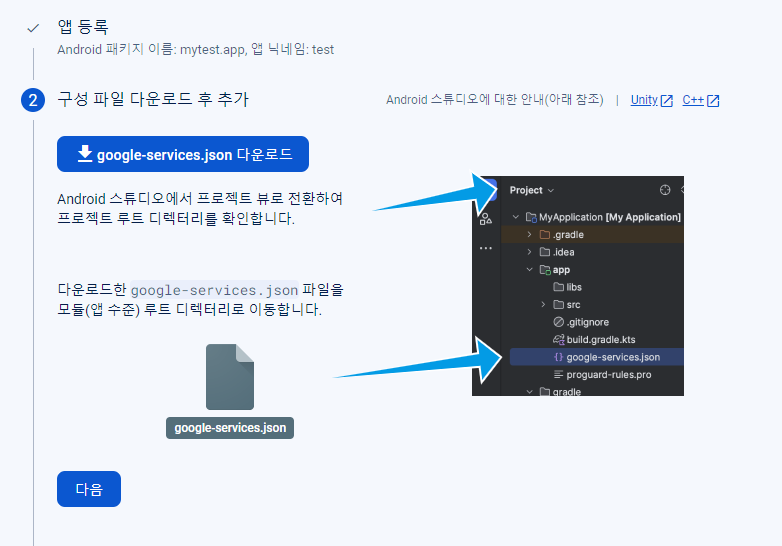 앱 등록
Android 패키지 이름: mytest.app, 앱 닉네임: test
2 구성 파일 다운로드 후 추가
Android 스튜디오에 대한 안내(아래 참조) | Unity C++
google-services.json 다운로드
Android 스튜디오에서 프로젝트 뷰로 전환하여
프로젝트 루트 디렉터리를 확인합니다.
다운로드한 google-services.json 파일을
모듈(앱 수준) 루트 디렉터리로 이동합니다.
google-services.json
Project
MyApplication [My Application]
.gradle
.idea
app
libs
src
.gitignore
build.gradle.kts
{} google-services.json
proguard-rules.pro
gradle
다음